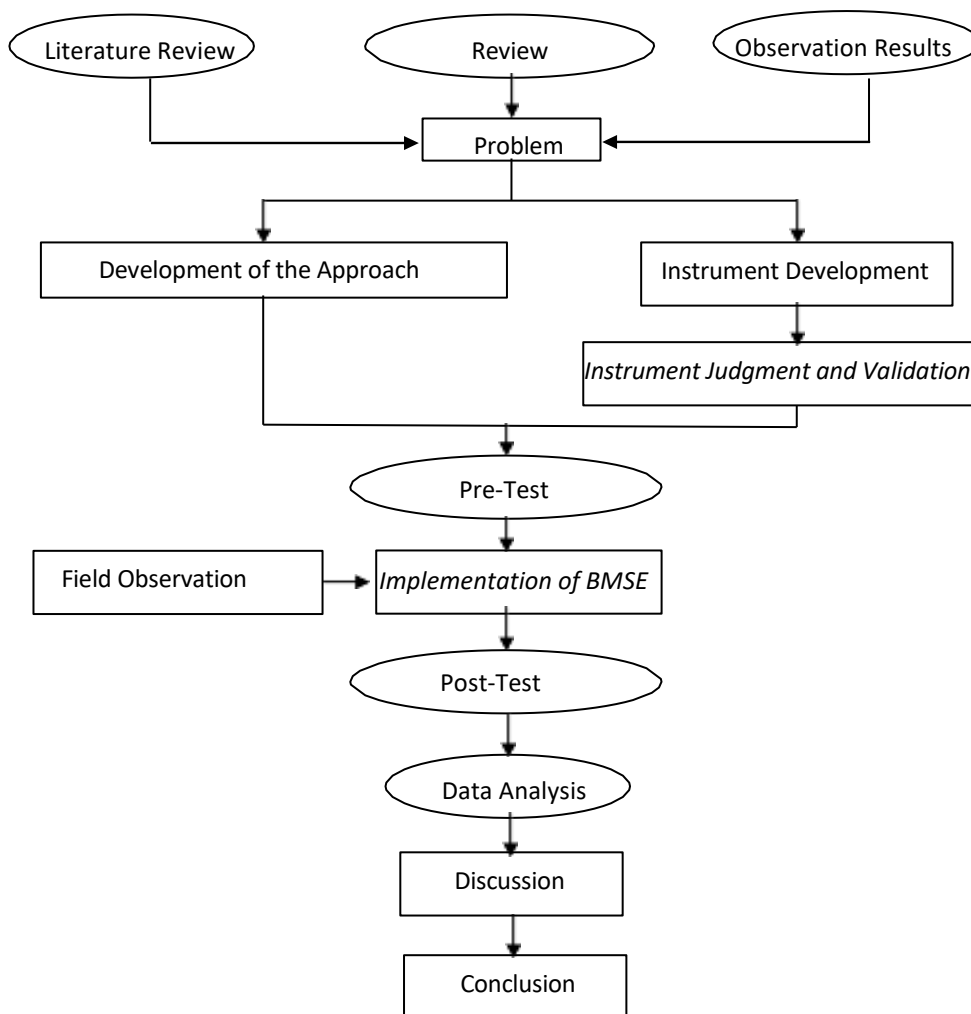 Literature Review
Review
Observation Results
Problem
Development of the Approach
Instrument Development
Instrument Judgment and Validation
Pre-Test
Field Observation
Implementation of BMSE
Post-Test
Data Analysis
Discussion
Conclusion